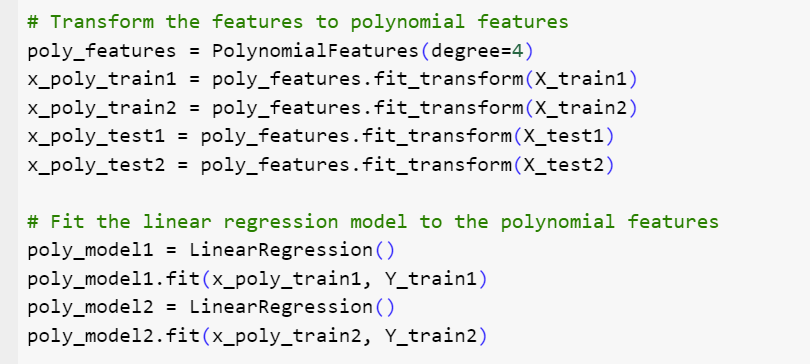 # Transform the features to polynomial features
poly_features = PolynomialFeatures(degree=4)
x_poly_train1 = poly_features.fit_transform(X_train1)
x_poly_train2 = poly_features.fit_transform(X_train2)
x_poly_test1 = poly_features.fit_transform(X_test1)
x_poly_test2 = poly_features.fit_transform(X_test2)
# Fit the linear regression model to the polynomial features
poly_model1 = LinearRegression()
poly_model1.fit(x_poly_train1, Y_train1)
poly_model2 = LinearRegression()
poly_model2.fit(x_poly_train2, Y_train2)